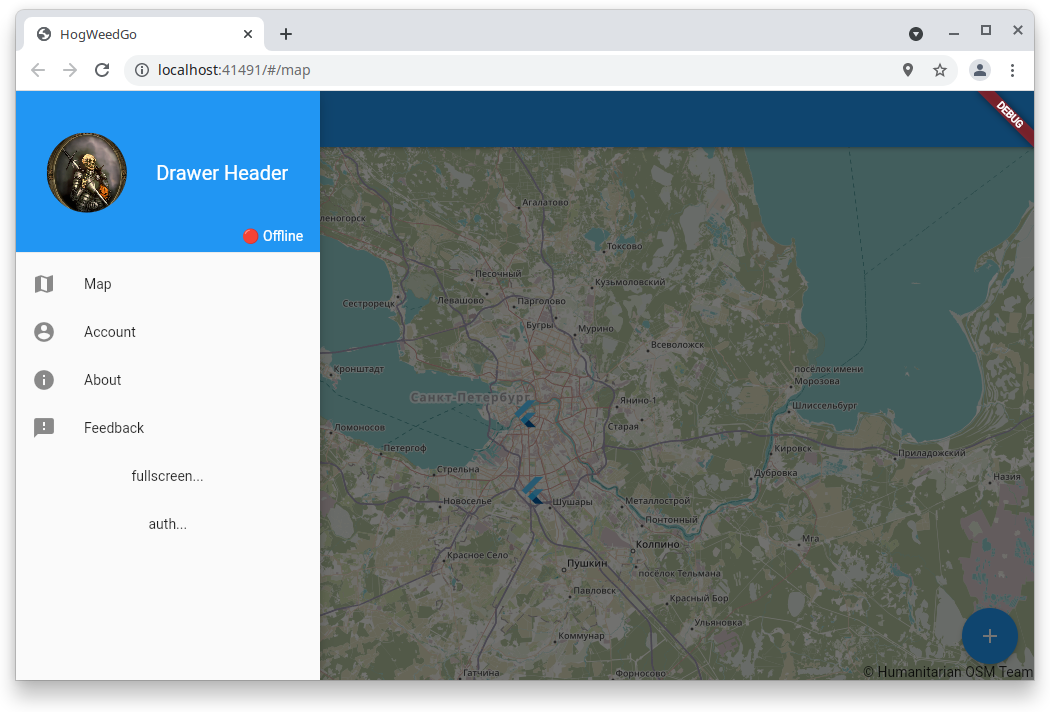 HogWeedGo
localhost:41491/#/map
DEBUG
Drawer Header
Offline
Map
Account
About
Feedback
fullscreen...
auth...
Агалатово
леногорск
Токсово
Песочный
Кузьмоловский
Сестрорецк
Левашово
Парголово
Бугры
Мурино
Всеволожск
Кронштадт
посёлок имени
Морозова
Санкт-Петербург
Янино-1
Шлиссельбург
Ломоносов
Старая
Петергоф
Кировск
Приладожский
Стрельна
Дубровка
Назия
Новоселье
Шушары
Металлострой
Понтонный
Мга
Колпино
Красное Село
Пушкин
посёлок Тельмана
Павловск
Красный Бор
Ульяновка
Коммунар
Гатчина
Форносово
© Humanitarian OSM Team